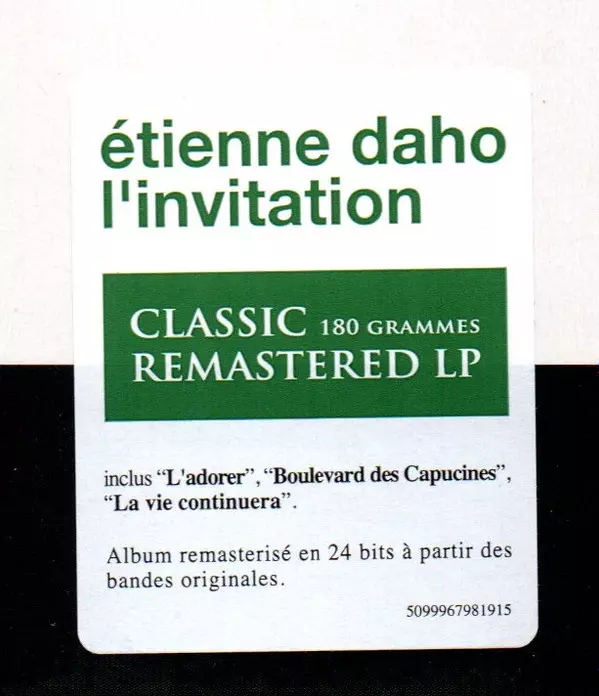 étienne daho
l'invitation
CLASSIC 180 GRAMMES
REMASTERED LP
inclus “L'adorer”, “Boulevard des Capucines”,
“La vie continuera”.
Album remasterisé en 24 bits à partir des
bandes originales.
5099967981915